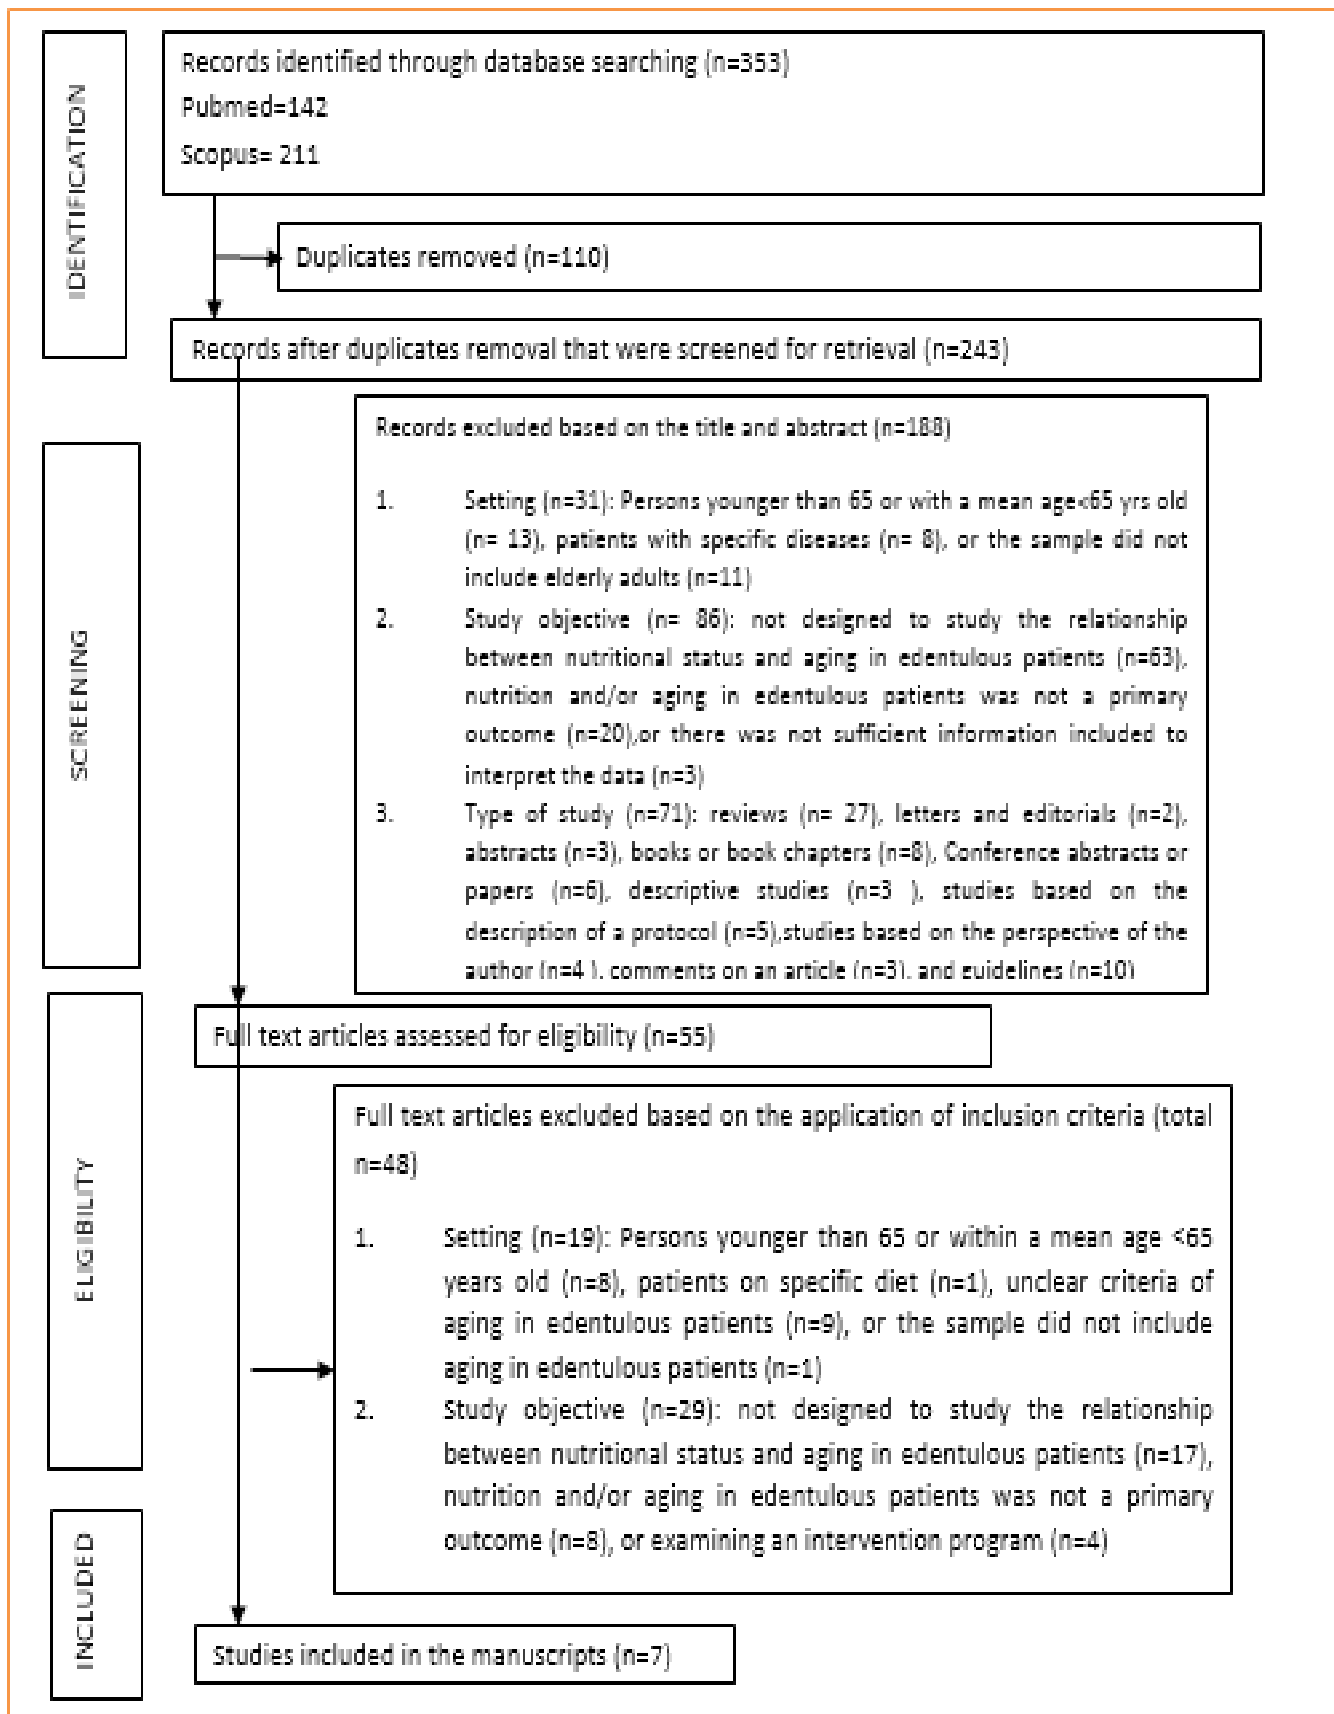 IDENTIFICATION
Records identified through database searching (n=353)
Pubmed=142
Scopus= 211
Duplicates removed (n=110)
Records after duplicates removal that were screened for retrieval (n=243)
SCREENING
Records excluded based on the title and abstract (n=188)
1. Setting (n=31): Persons younger than 65 or with a mean age<65 yrs old
(n= 13), patients with specific diseases (n= 8), or the sample did not
include elderly adults (n=11)
2. Study objective (n= 86): not designed to study the relationship
between nutritional status and aging in edentulous patients (n=63),
nutrition and/or aging in edentulous patients was not a primary
outcome (n=20),or there was not sufficient information included to
interpret the data (n=3)
3. Type of study (n=71): reviews (n= 27), letters and editorials (n=2),
abstracts (n=3), books or book chapters (n=8), Conference abstracts or
papers (n=6), descriptive studies (n=3 ), studies based on the
description of a protocol (n=5),studies based on the perspective of the
author (n=4 ), comments on an article (n=3), and guidelines (n=10)
ELIGIBILITY
Full text articles assessed for eligibility (n=55)
Full text articles excluded based on the application of inclusion criteria (total
n=48)
1. Setting (n=19): Persons younger than 65 or within a mean age <65
years old (n=8), patients on specific diet (n=1), unclear criteria of
aging in edentulous patients (n=9), or the sample did not include
aging in edentulous patients (n=1)
2. Study objective (n=29): not designed to study the relationship
between nutritional status and aging in edentulous patients (n=17),
nutrition and/or aging in edentulous patients was not a primary
outcome (n=8), or examining an intervention program (n=4)
INCLUDED
Studies included in the manuscripts (n=7)